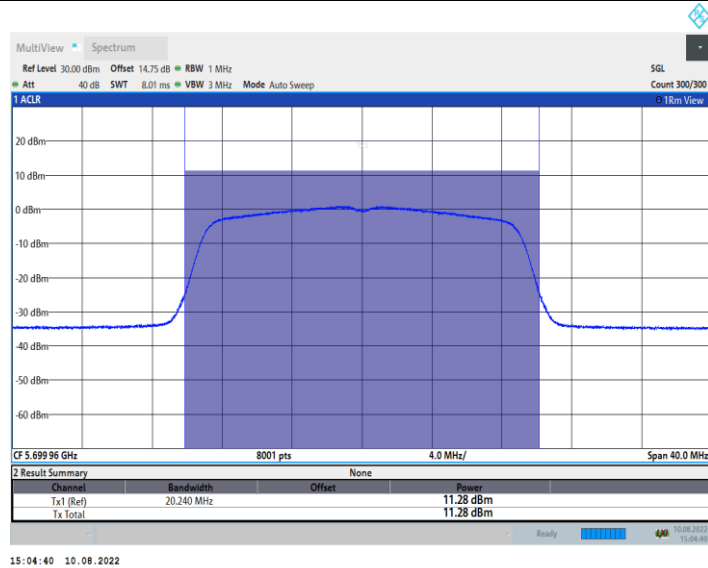 MultiView Spectrum
Ref Level 30.00 dBm Offset 14.75 dB RBW 1 MHz SGL
Att 40 dB SWT 8.01 ms VBW 3 MHz Mode Auto Sweep Count 300/300
1 ACLR 1Rm View
20 dBm
10 dBm
0 dBm
-10 dBm
-20 dBm
-30 dBm
-40 dBm
-50 dBm
-60 dBm
CF 5.699 96 GHz 8001 pts 4.0 MHz/ Span 40.0 MHz
2 Result Summary None
Channel Bandwidth Offset Power
Tx1 (Ref) 20.240 MHz 11.28 dBm
Tx Total 11.28 dBm
Ready 10.08.2022
15:04:40
15:04:40 10.08.2022